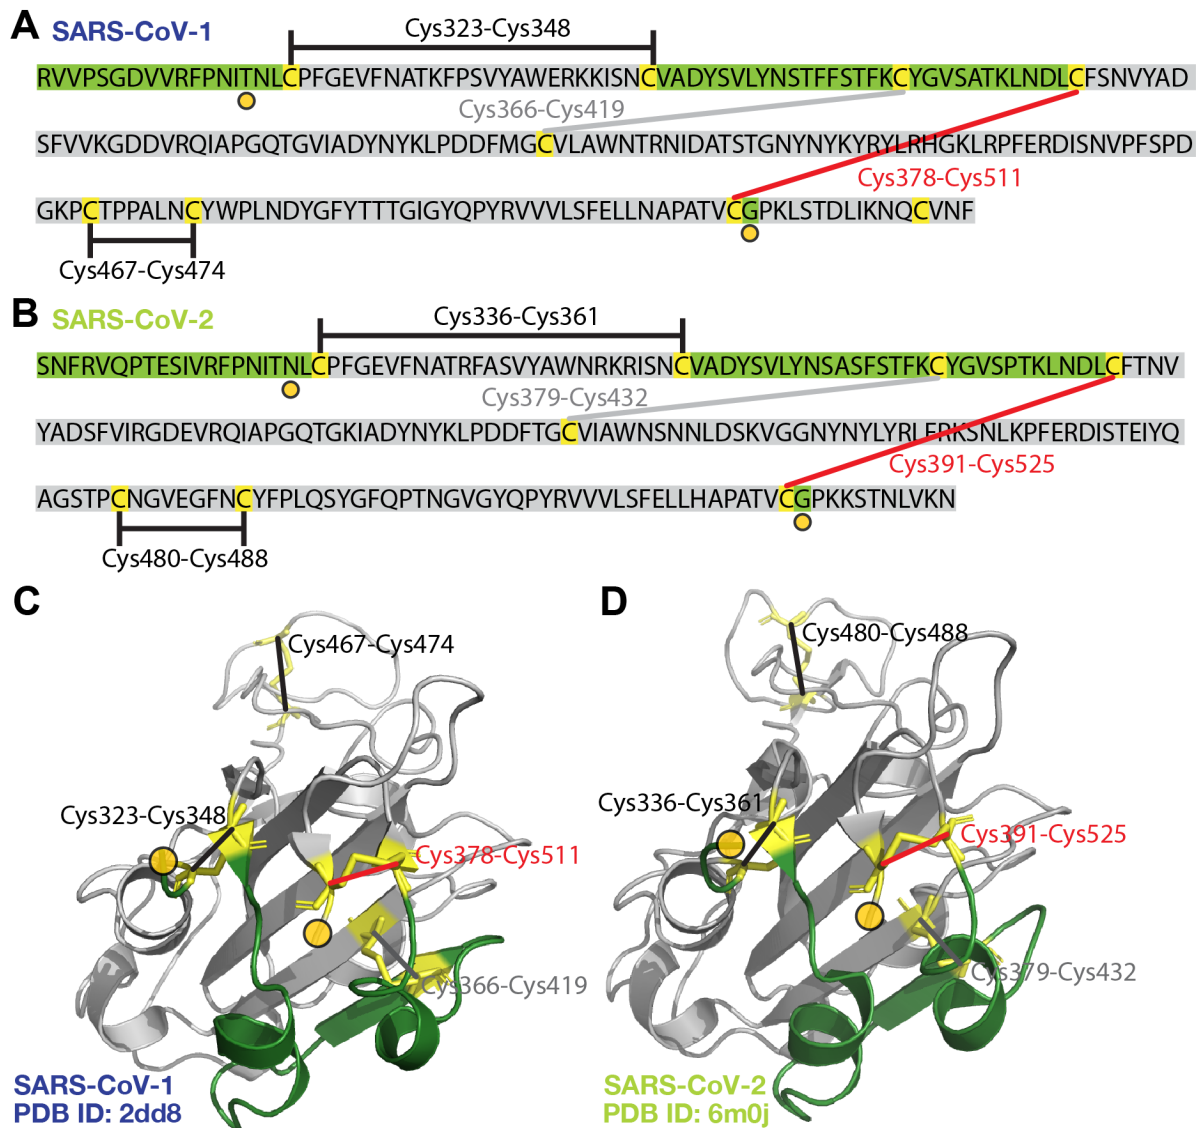 A SARS-CoV-1
Cys323-Cys348
RVVPSGDVVRFPNITNLCPFGEVFNATKFPSVYAWERKKISNCVADYSVLYNSTFFSTFKCYGVSATKLNDLCFSNVYAD
Cys366-Cys419
SFVVKGDDVRQIAPGQTGVIADYNYKLPDDFMGCVLAWNTRNIDATSTGNYNYKYRYLRHGKLRPFERDISNVPFSPD
Cys378-Cys511
GKPCTPPALNCYWPLNDYGFYTTTGIGYQPYRVVVLSFELLNAPATVCGPKLSTDLIKNQCVNF
Cys467-Cys474
B SARS-CoV-2
Cys336-Cys361
SNFRVQPTESIVRFPNITNLCPFGEVFNATRFASVYAWNRKRISNCVADYSVLYNSASFSTFKCYGVSPTKLNDLCFTNV
Cys379-Cys432
YADSFVIRGDEVRQIAPGQTGKIADYNYKLPDDFTGCVIAWNSNNLDSKVGGNYNYLYRLFRKSNLKPFERDISTEIYQ
Cys391-Cys525
AGSTPCNGVEGFNCYFPLQSYGFQPTNGVGYQPYRVVVLSFELLHAPATVCGPKKSTNLVKN
Cys480-Cys488
C
Cys467-Cys474
Cys323-Cys348
Cys378-Cys511
Cys366-Cys419
SARS-CoV-1
PDB ID: 2dd8
D
Cys480-Cys488
Cys336-Cys361
Cys391-Cys525
Cys379-Cys432
SARS-CoV-2
PDB ID: 6m0j